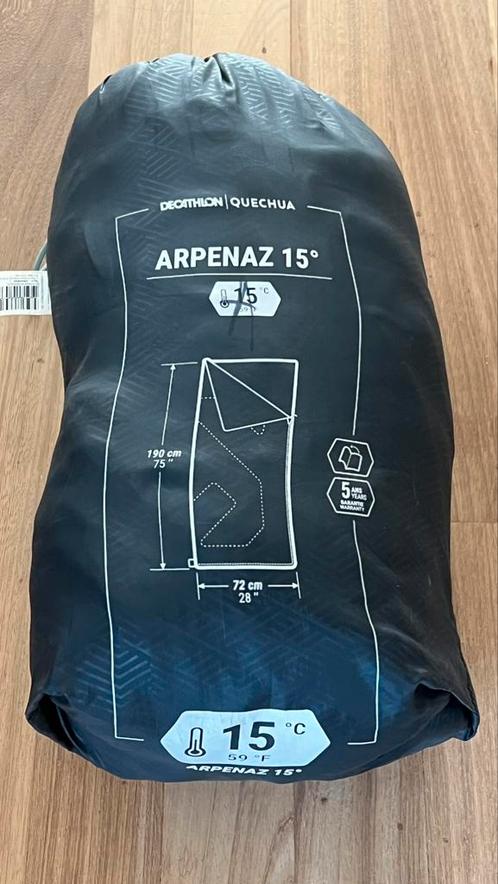 DECATHLON | QUECHUA
ARPENAZ 15°
15 °C
59 °F
190 cm
75"
5 ANS YEARS
GARANTIE
WARRANTY
72 cm
28"
15 °C
59 °F
ARPENAZ 15°